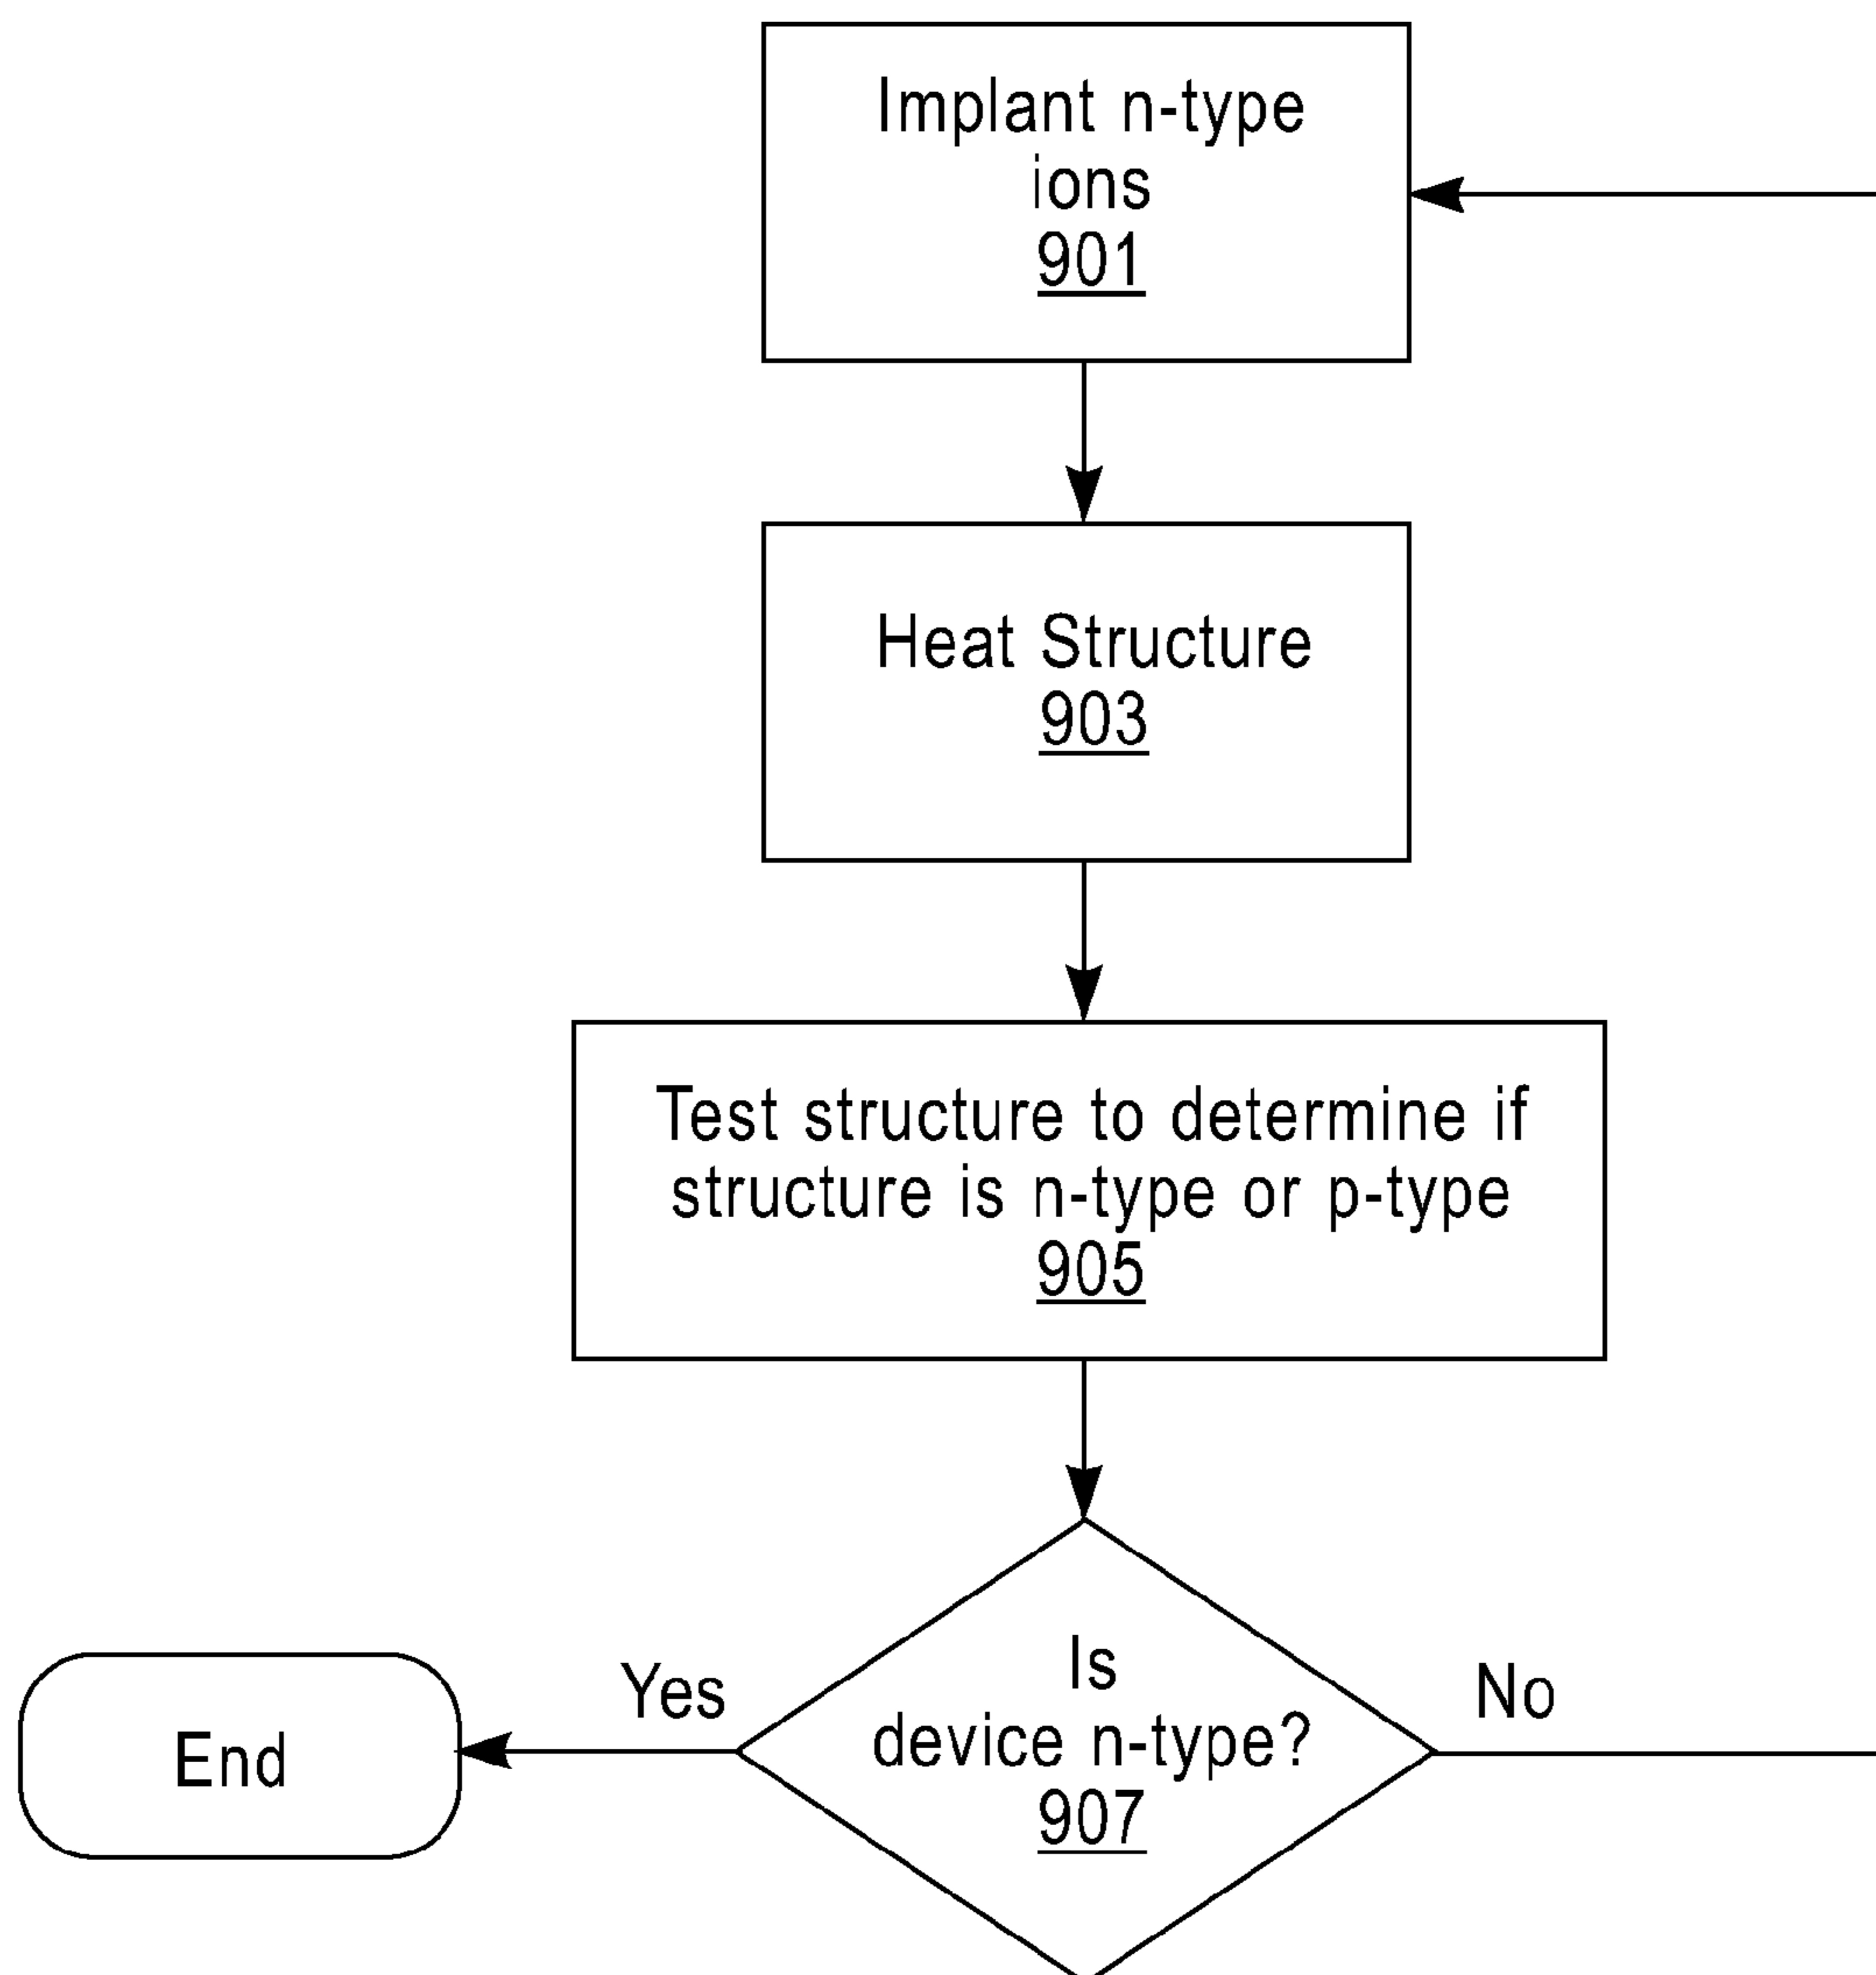 Implant n-type
ions
901
Heat Structure
903
Test structure to determine if
structure is n-type or p-type
905
Is
device n-type?
907
Yes
No
End